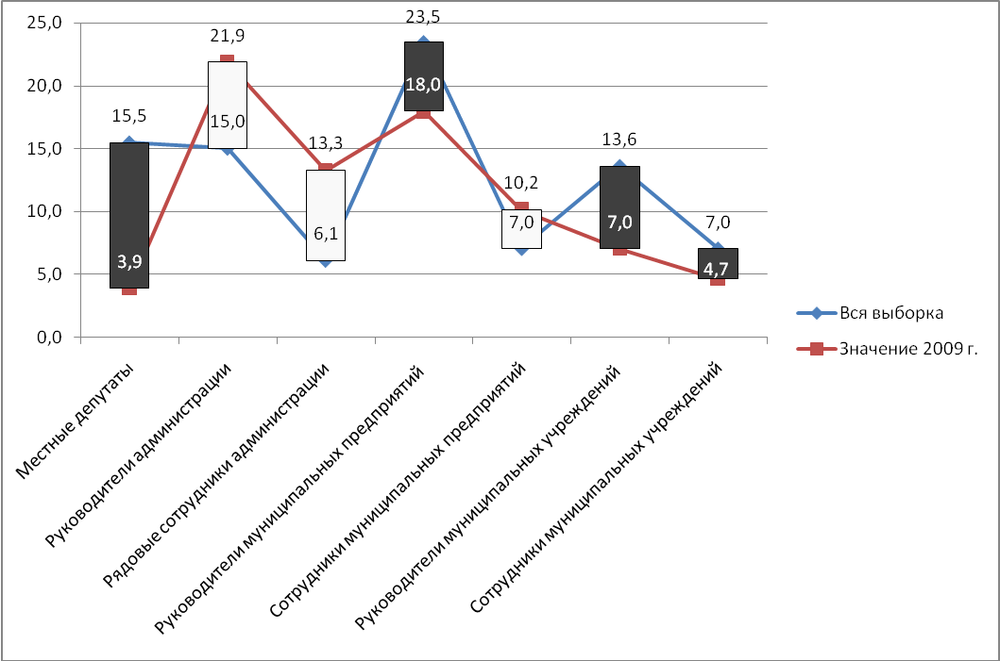 25,0
20,0
15,0
10,0
5,0
0,0
15,5
3,9
21,9
15,0
13,3
6,1
23,5
18,0
10,2
7,0
13,6
7,0
7,0
4,7
Местные депутаты
Руководители администрации
Рядовые сотрудники администрации
Руководители муниципальных предприятий
Сотрудники муниципальных предприятий
Руководители муниципальных учреждений
Сотрудники муниципальных учреждений
Вся выборка
Значение 2009 г.